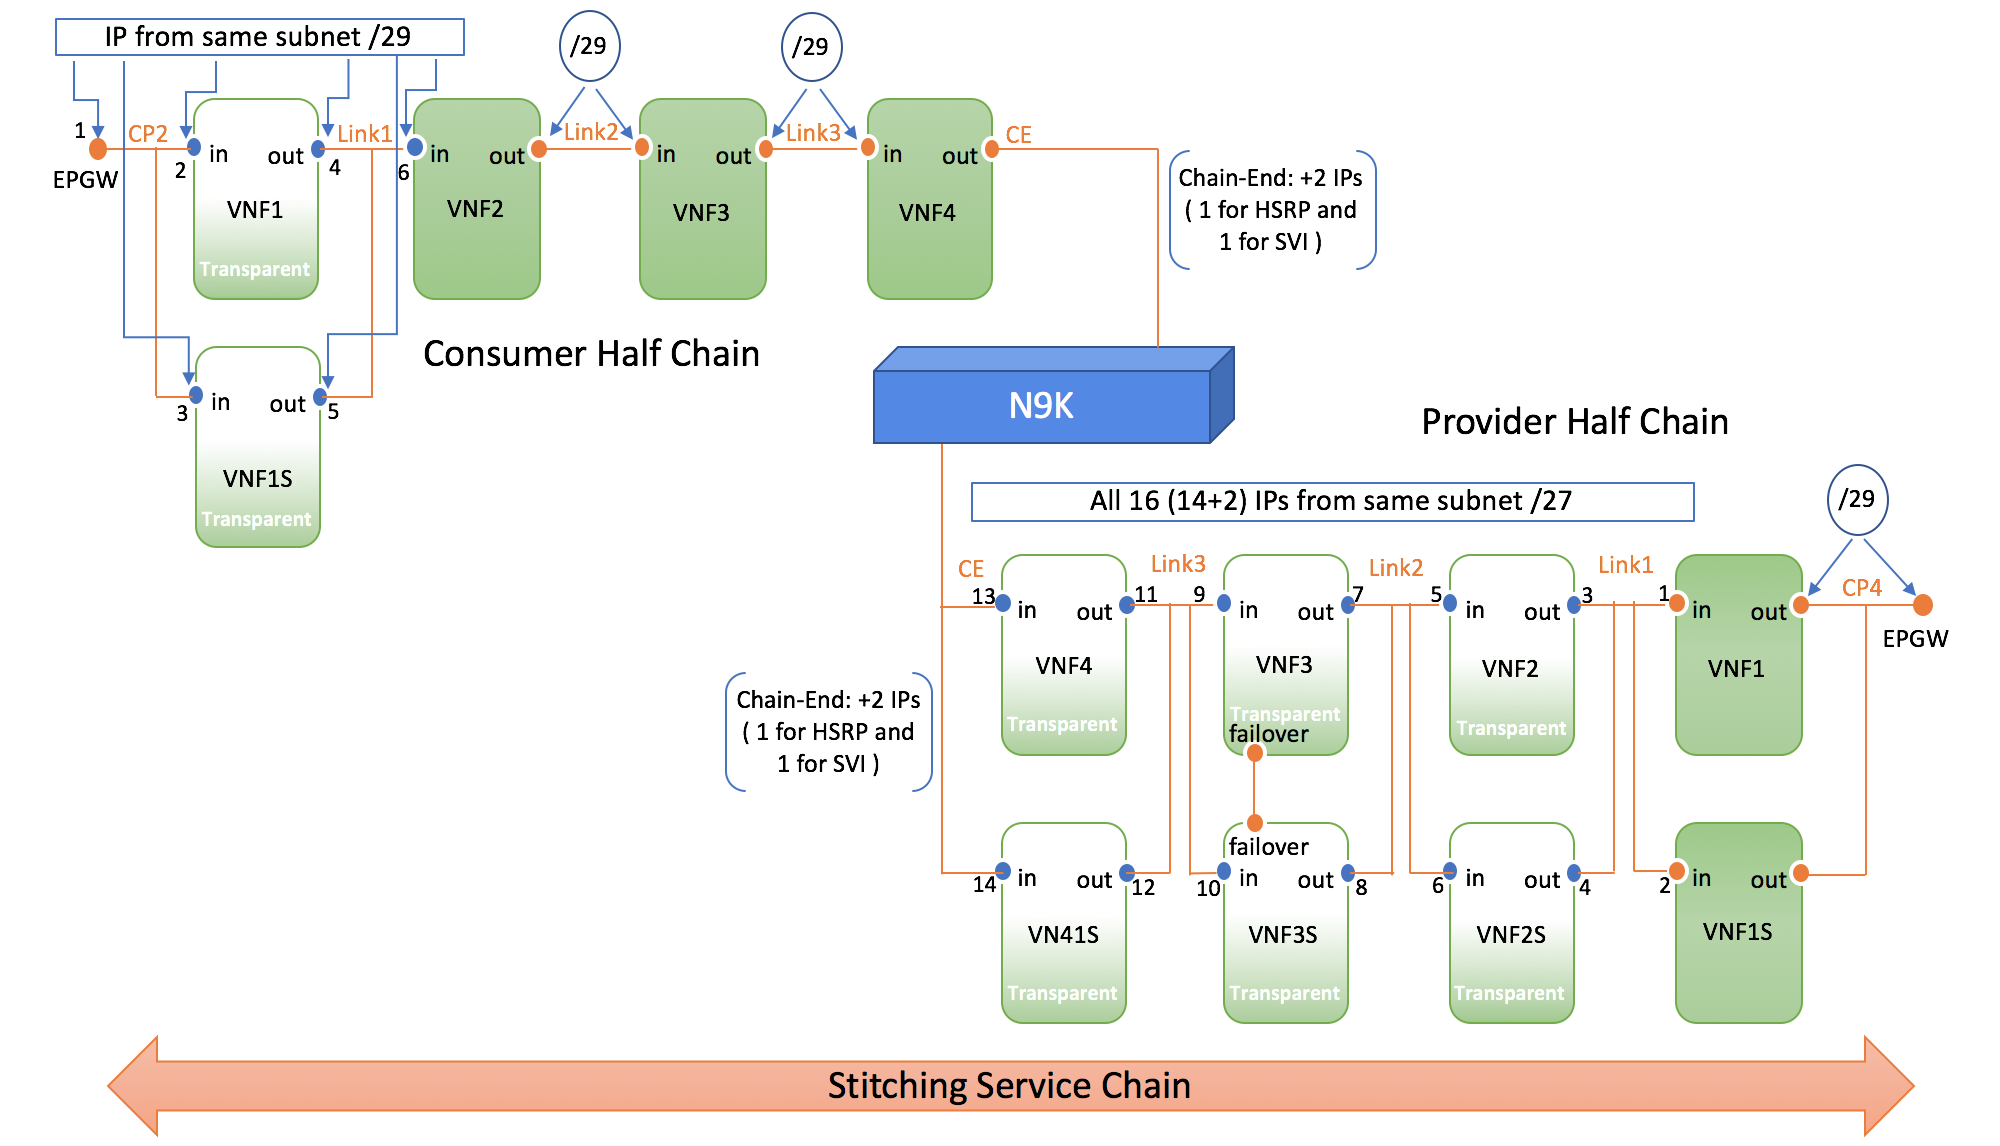 IP from same subnet /29
/29
/29
1
CP2
Link1
Link2
Link3
CE
in
out
in
out
in
out
in
out
EPGW
2
4
6
VNF1
VNF2
VNF3
VNF4
Transparent
Chain-End: +2 IPs
( 1 for HSRP and
1 for SVI )
Consumer Half Chain
3
in
out
5
VNF1S
Transparent
N9K
Provider Half Chain
All 16 (14+2) IPs from same subnet /27
/29
CE
Link3
Link2
Link1
CP4
13
in
out
11
9
in
out
7
5
in
out
3
1
in
out
EPGW
VNF4
VNF3
VNF2
VNF1
Transparent
Transparent
Transparent
failover
Chain-End: +2 IPs
( 1 for HSRP and
1 for SVI )
failover
14
in
out
12
10
in
out
8
6
in
out
4
2
in
out
VN41S
VNF3S
VNF2S
VNF1S
Transparent
Transparent
Transparent
Stitching Service Chain